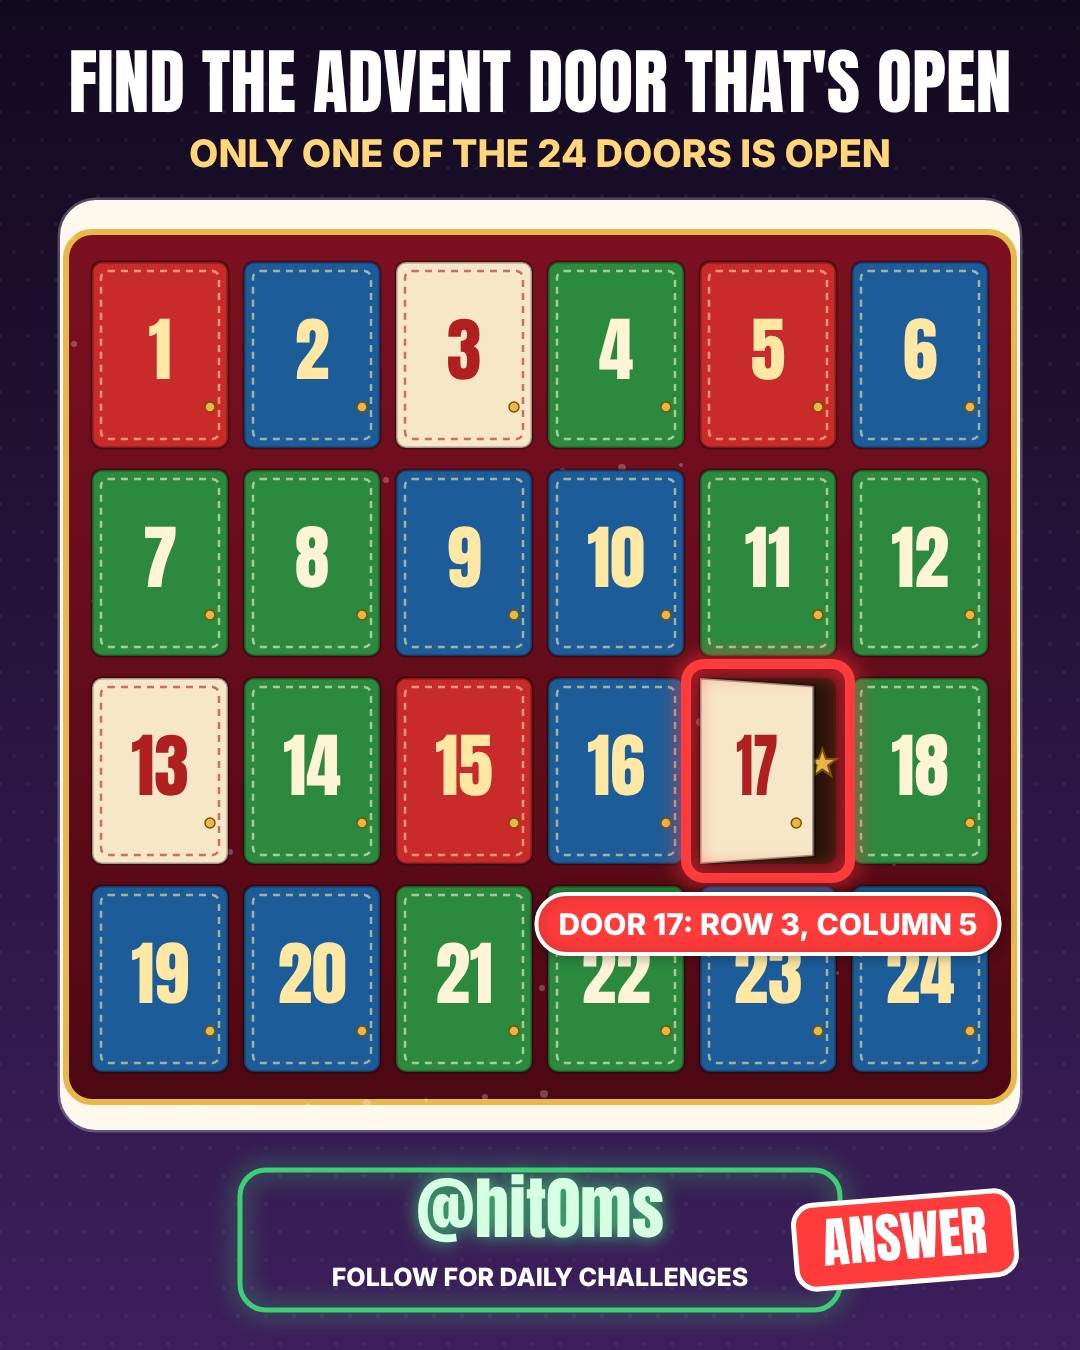 FIND THE ADVENT DOOR THAT'S OPEN
ONLY ONE OF THE 24 DOORS IS OPEN
1 2 3 4 5 6
7 8 9 10 11 12
13 14 15 16 17 18
DOOR 17: ROW 3, COLUMN 5
19 20 21 22 23 24
@hit0ms
FOLLOW FOR DAILY CHALLENGES
ANSWER